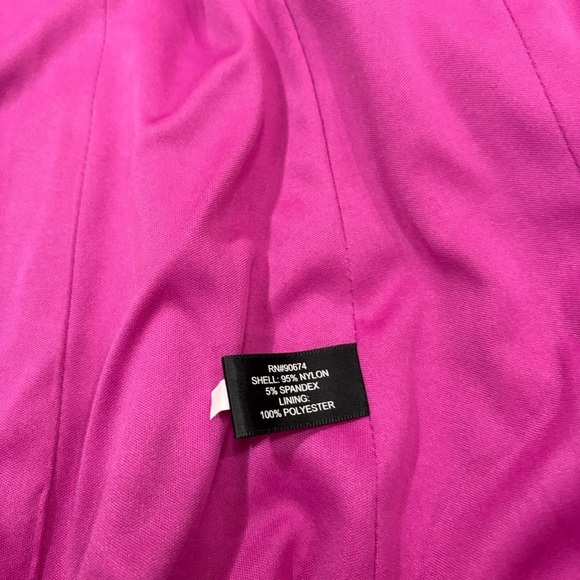 RN#90674
SHELL: 95% NYLON
5% SPANDEX
LINING:
100% POLYESTER